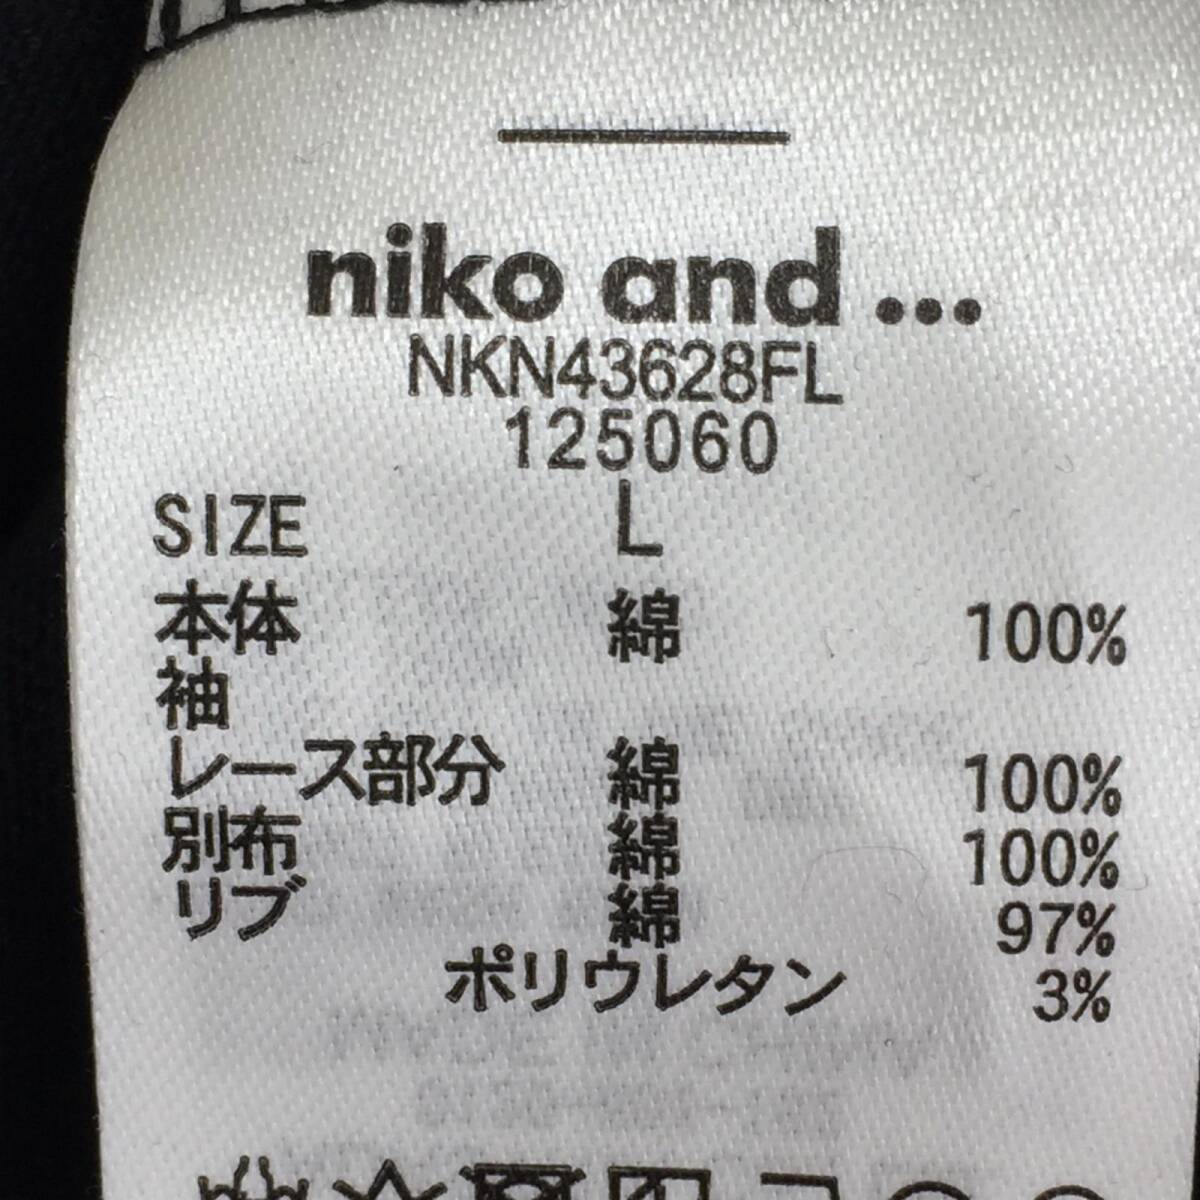 niko and ...
NKN43628FL
125060
SIZE L
本体 綿 100%
袖
レース部分 綿 100%
別布 綿 100%
リブ 綿 97%
ポリウレタン 3%